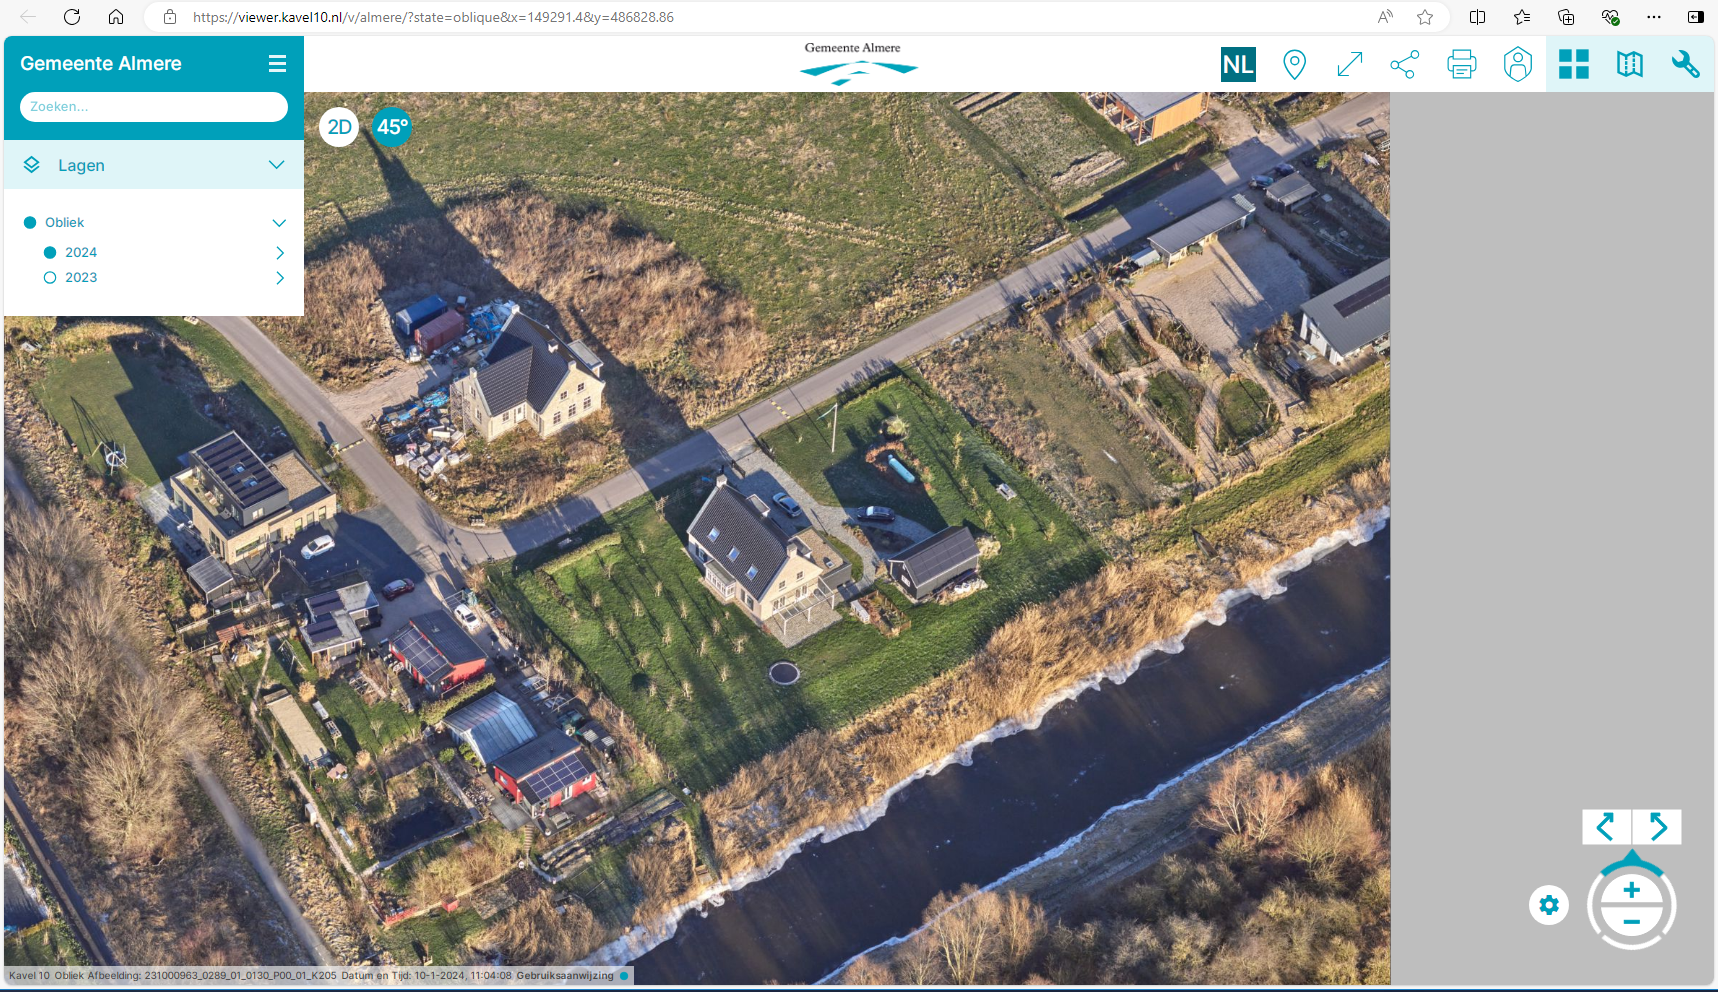 https://viewer.kavel10.nl/v/almere/?state=oblique&x=149291.4&y=486828.86
Gemeente Almere
Zoeken...
Gemeente Almere
NL
2D
45°
Lagen
Obliek
2024
2023
Kavel 10 Obliek Afbeelding: 231000963_0289_01_0130_P00_01_K205 Datum en Tijd: 10-1-2024, 11:04:08 Gebruiksaanwijzing